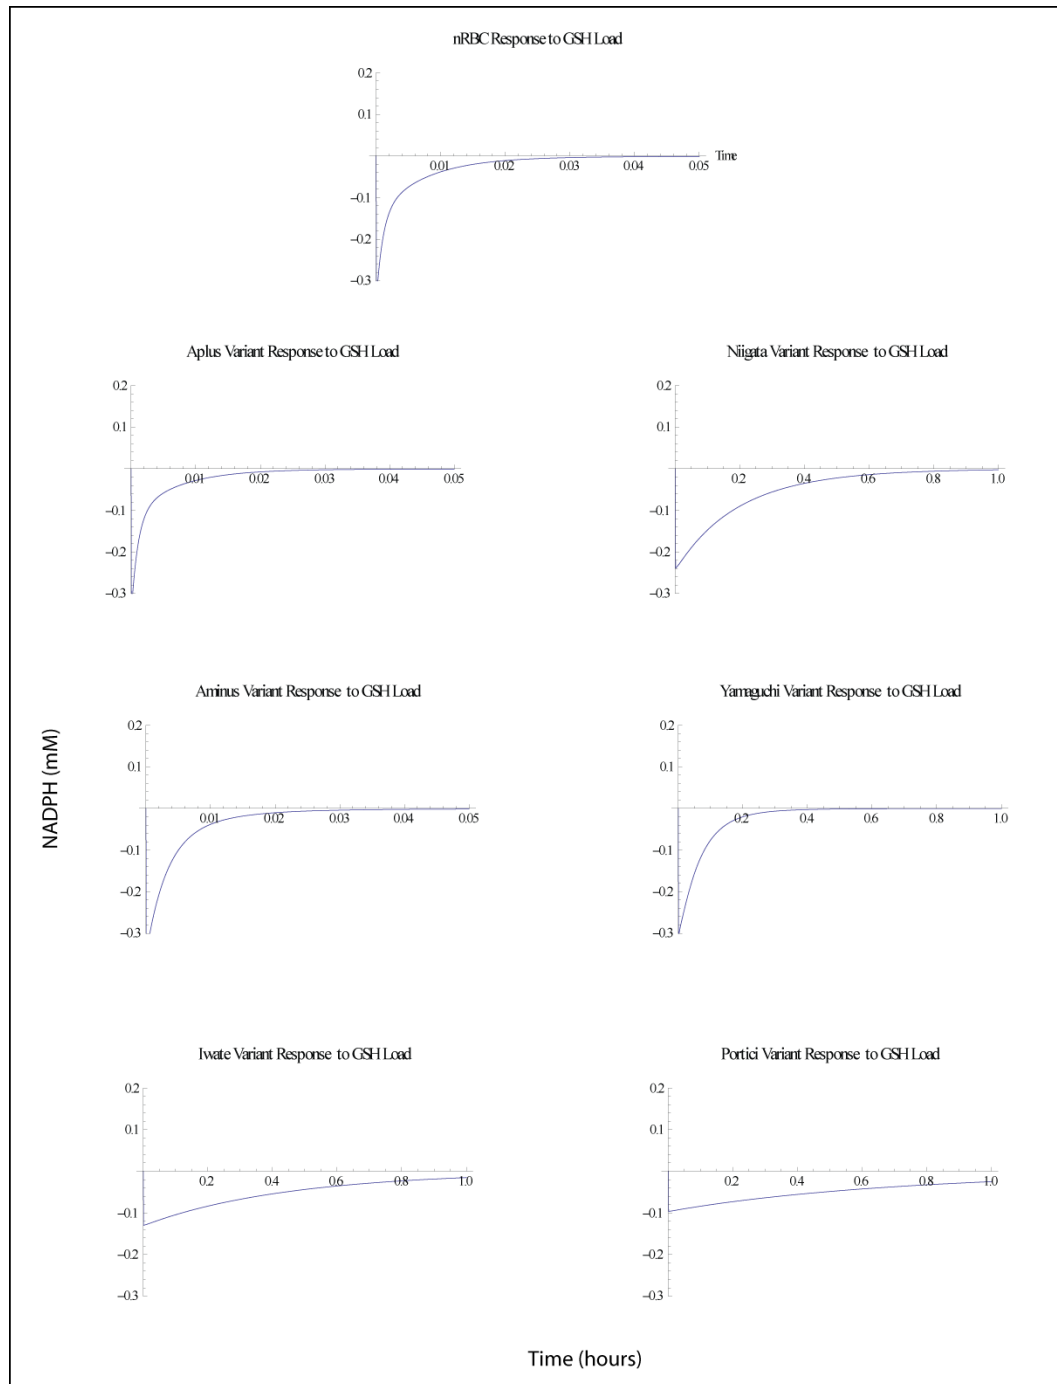 nRBC Response to GSH Load
0.2
0.1
0.01 0.02 0.03 0.04 0.05 Time
−0.1
−0.2
−0.3
Aplus Variant Response to GSH Load
0.2
0.1
0.01 0.02 0.03 0.04 0.05
−0.1
−0.2
−0.3
Niigata Variant Response to GSH Load
0.2
0.1
0.2 0.4 0.6 0.8 1.0
−0.1
−0.2
−0.3
Aminus Variant Response to GSH Load
0.2
0.1
0.01 0.02 0.03 0.04 0.05
−0.1
−0.2
−0.3
Yamaguchi Variant Response to GSH Load
0.2
0.1
0.2 0.4 0.6 0.8 1.0
−0.1
−0.2
−0.3
NADPH (mM)
Iwate Variant Response to GSH Load
0.2
0.1
0.2 0.4 0.6 0.8 1.0
−0.1
−0.2
−0.3
Portici Variant Response to GSH Load
0.2
0.1
0.2 0.4 0.6 0.8 1.0
−0.1
−0.2
−0.3
Time (hours)